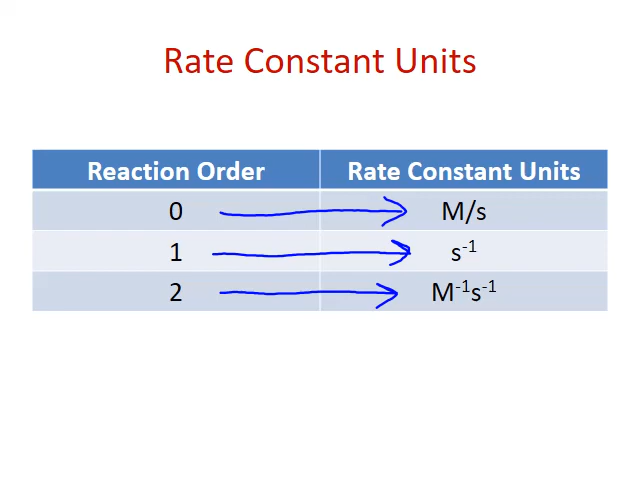 Rate Constant Units
Reaction Order Rate Constant Units
0 M/s
1 s⁻¹
2 M⁻¹s⁻¹